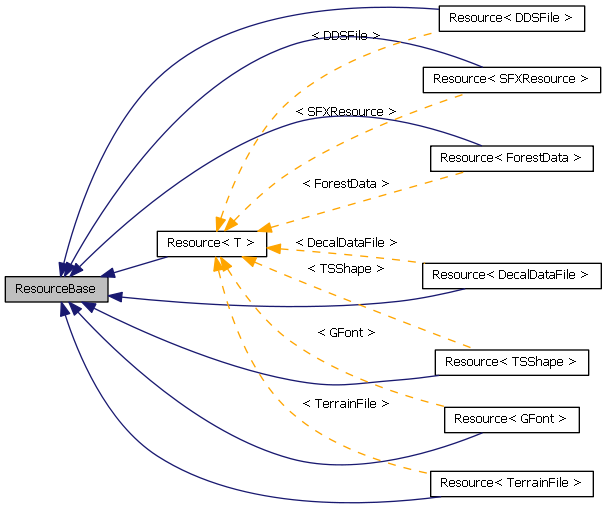 Resource< DDSFile >
< DDSFile >
Resource< SFXResource >
< SFXResource >
Resource< ForestData >
< ForestData >
Resource< T >
< DecalDataFile >
< TSShape >
Resource< DecalDataFile >
ResourceBase
< GFont >
Resource< TSShape >
< TerrainFile >
Resource< GFont >
Resource< TerrainFile >